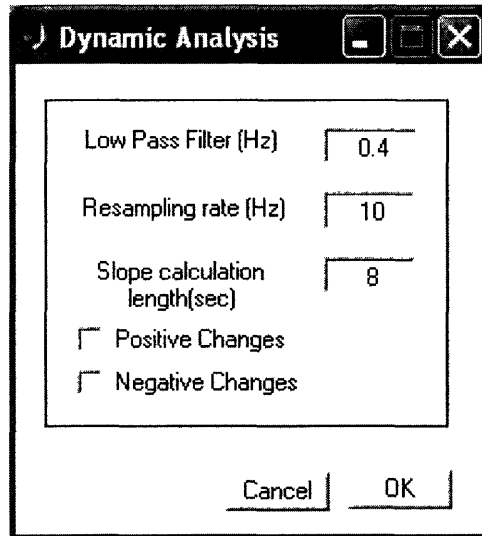 Dynamic Analysis
Low Pass Filter (Hz) 0.4
Resampling rate (Hz) 10
Slope calculation 8
length(sec)
Positive Changes
Negative Changes
Cancel OK